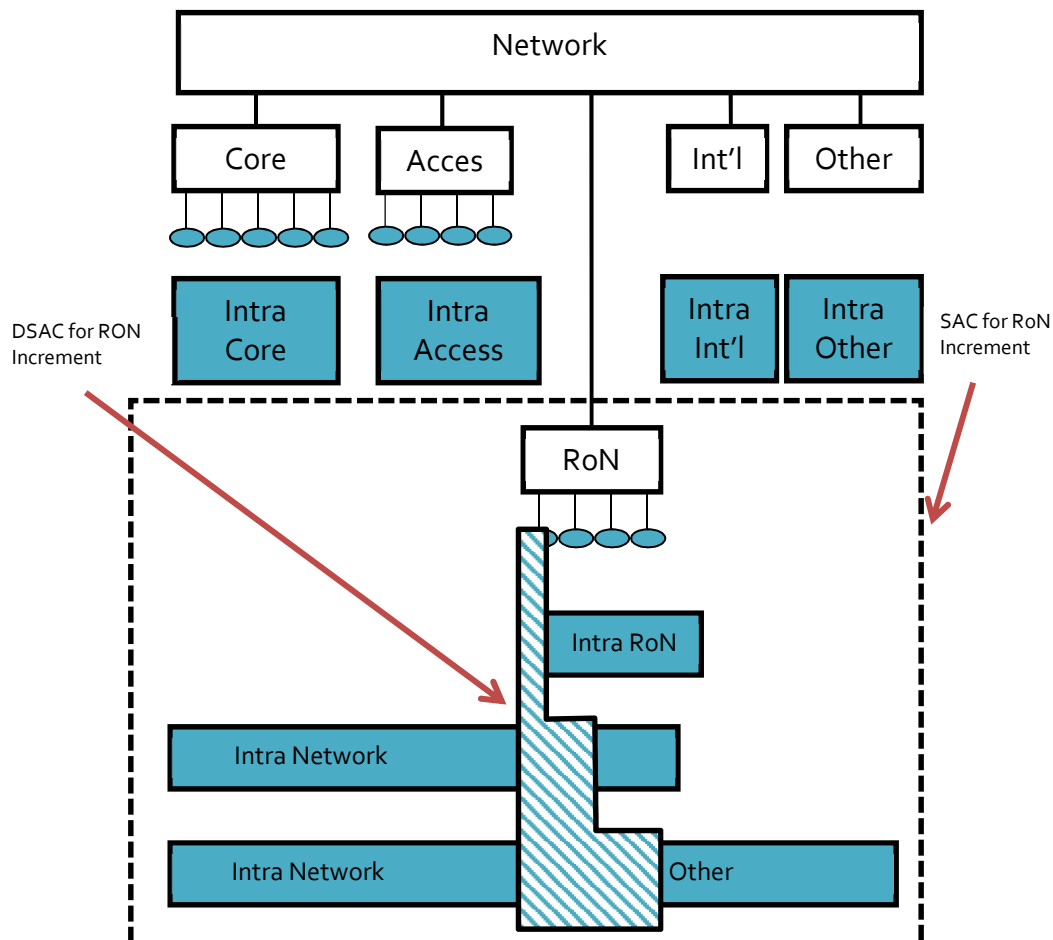 Network
Core
Acces
Int'l
Other
Intra
Core
Intra
Access
Intra
Int'l
Intra
Other
DSAC for RON
Increment
SAC for RoN
Increment
RoN
Intra RoN
Intra Network
Intra Network
Other